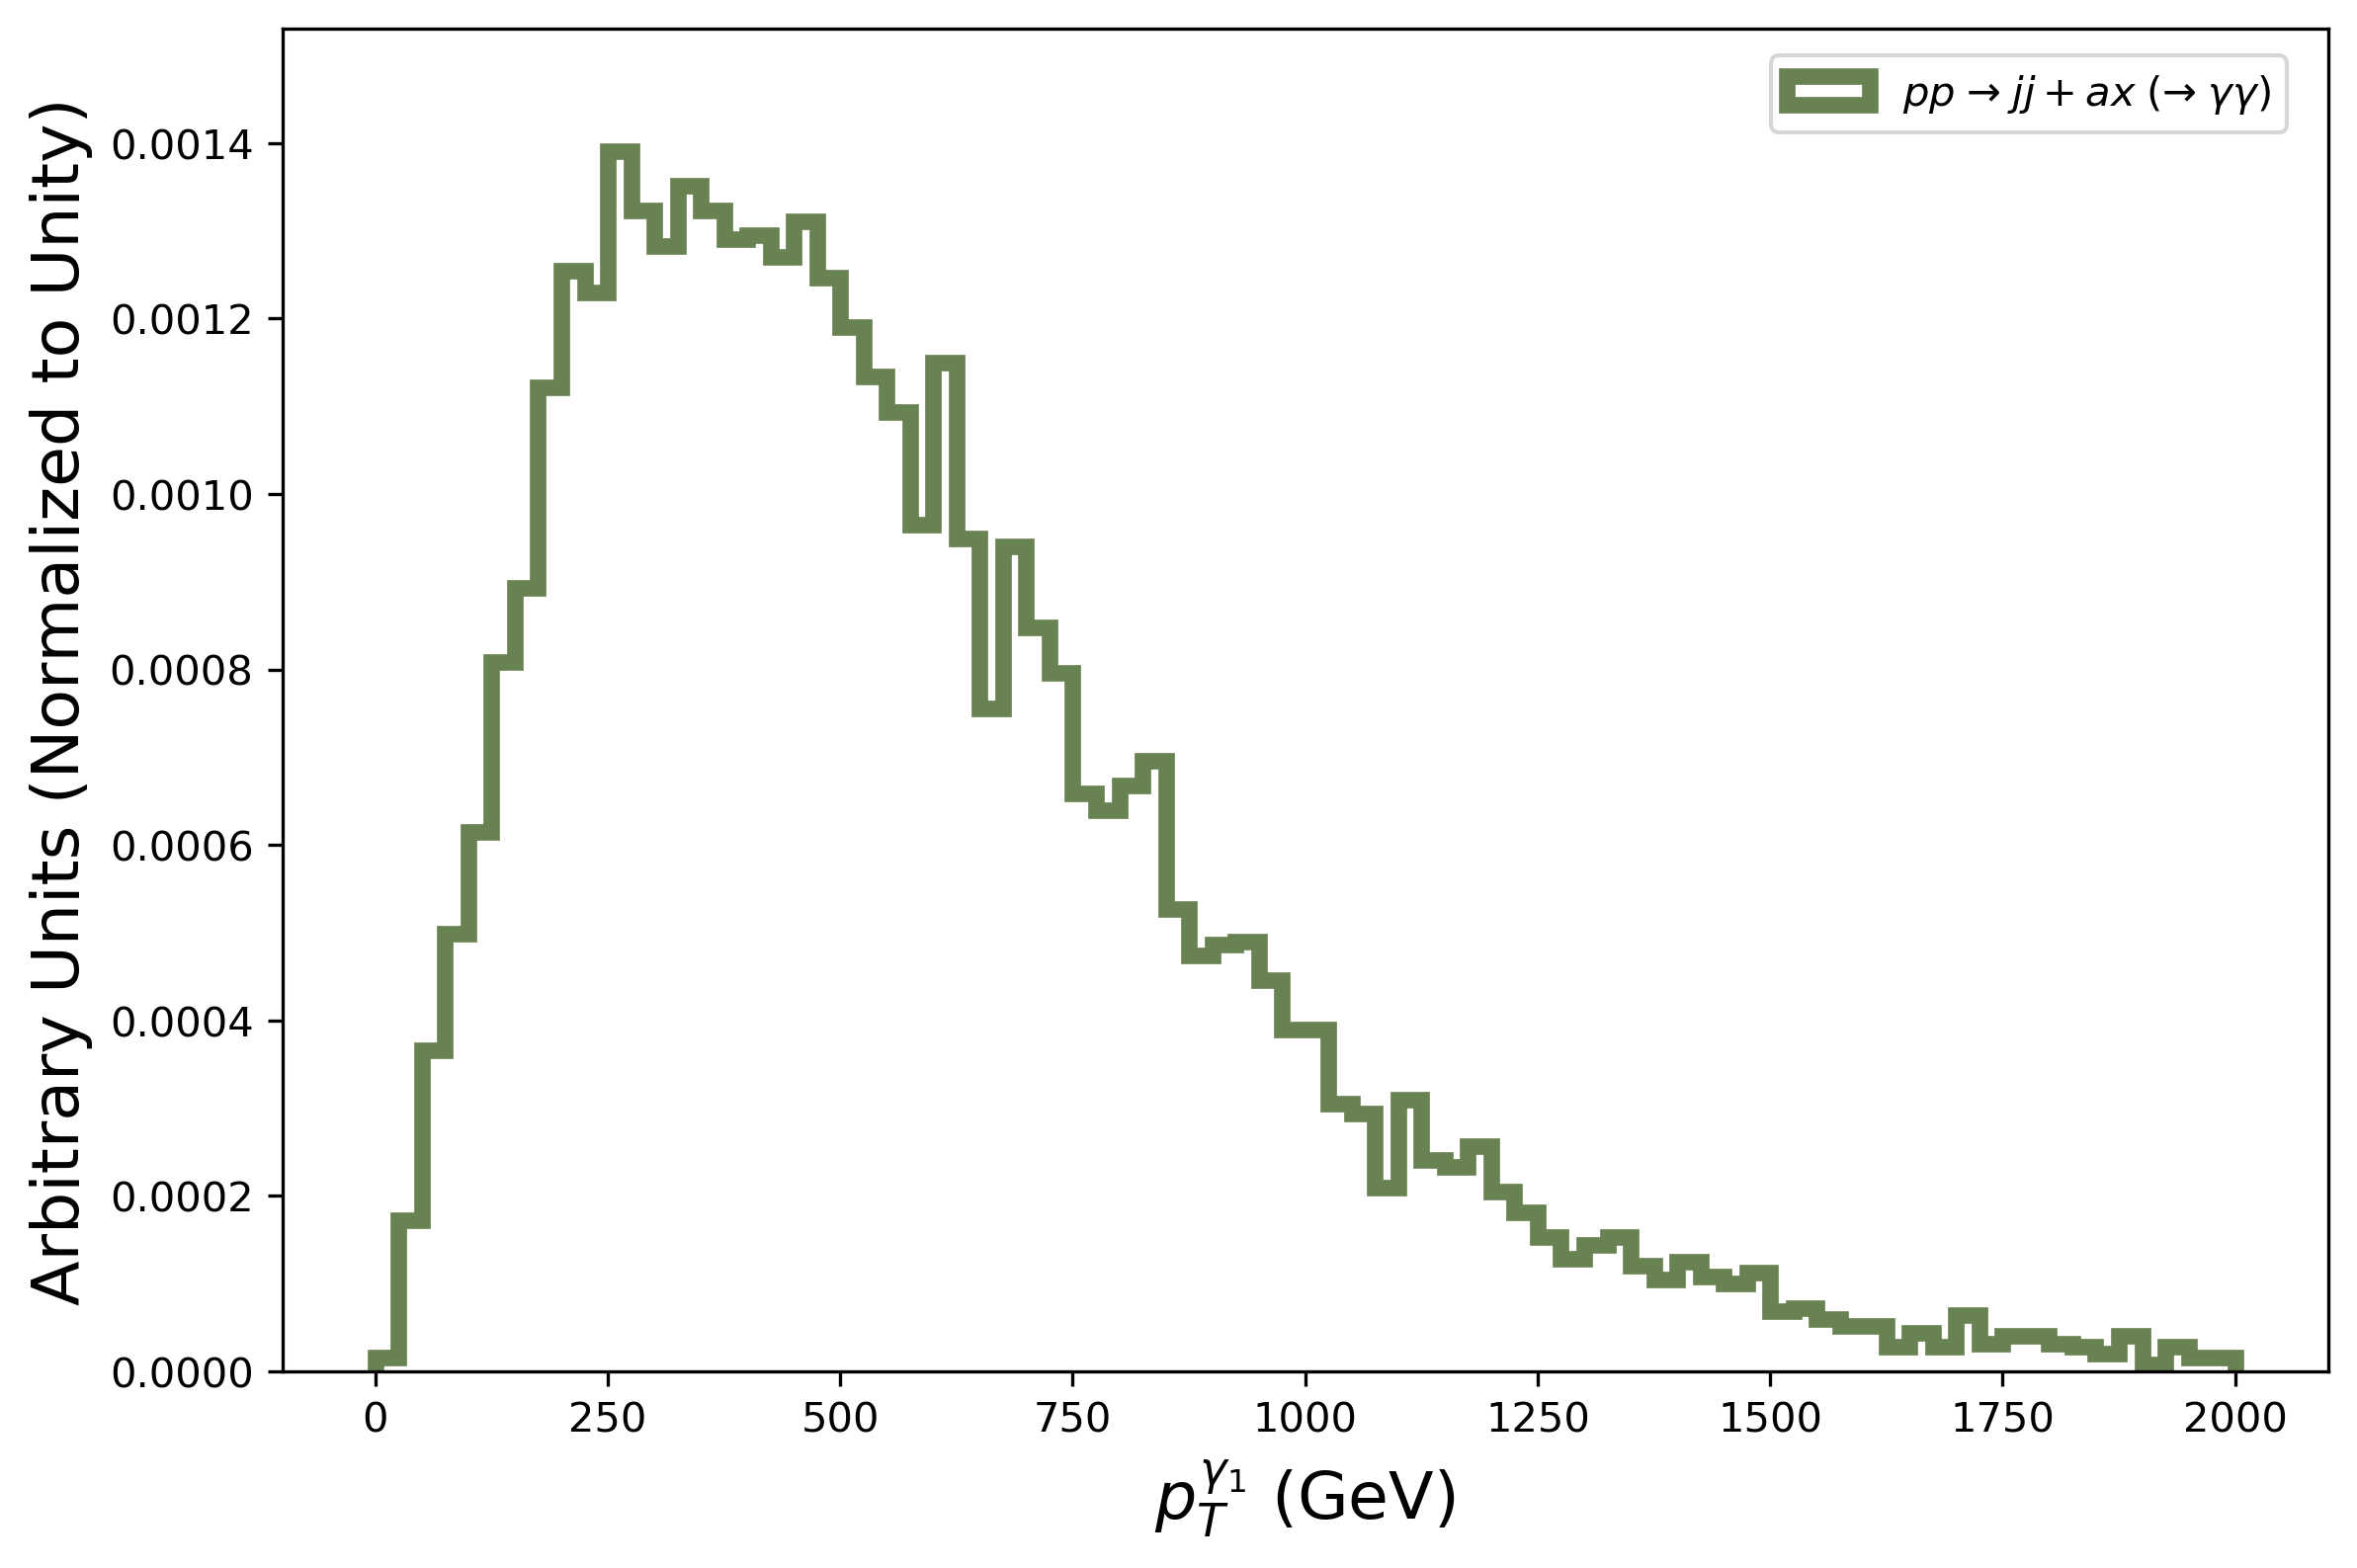 Arbitrary Units (Normalized to Unity)
0.0014
0.0012
0.0010
0.0008
0.0006
0.0004
0.0002
0.0000
pp → jj + ax (→ γγ)
0 250 500 750 1000 1250 1500 1750 2000
p_T^{γ_1} (GeV)